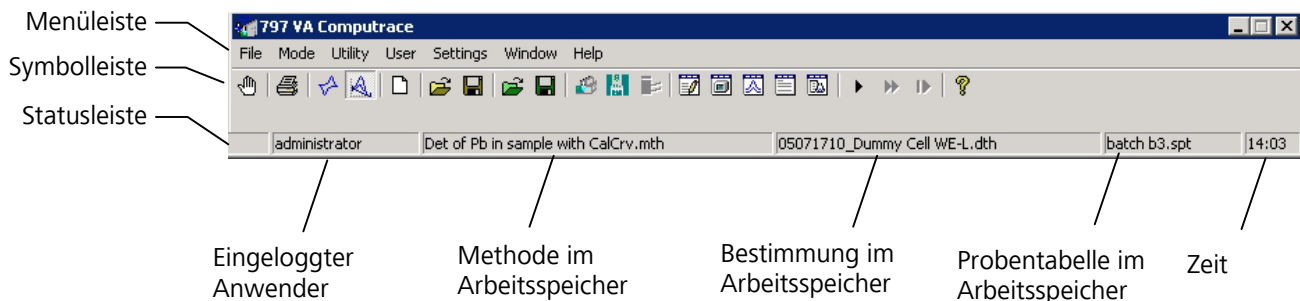 797 VA Computrace
Menüleiste
File Mode Utility User Settings Window Help
Symbolleiste
Statusleiste
administrator Det of Pb in sample with CalCrv.mth 05071710_Dummy Cell WE-L.dth batch b3.spt 14:03
Eingeloggter
Anwender
Methode im
Arbeitsspeicher
Bestimmung im
Arbeitsspeicher
Probentabelle im
Arbeitsspeicher
Zeit